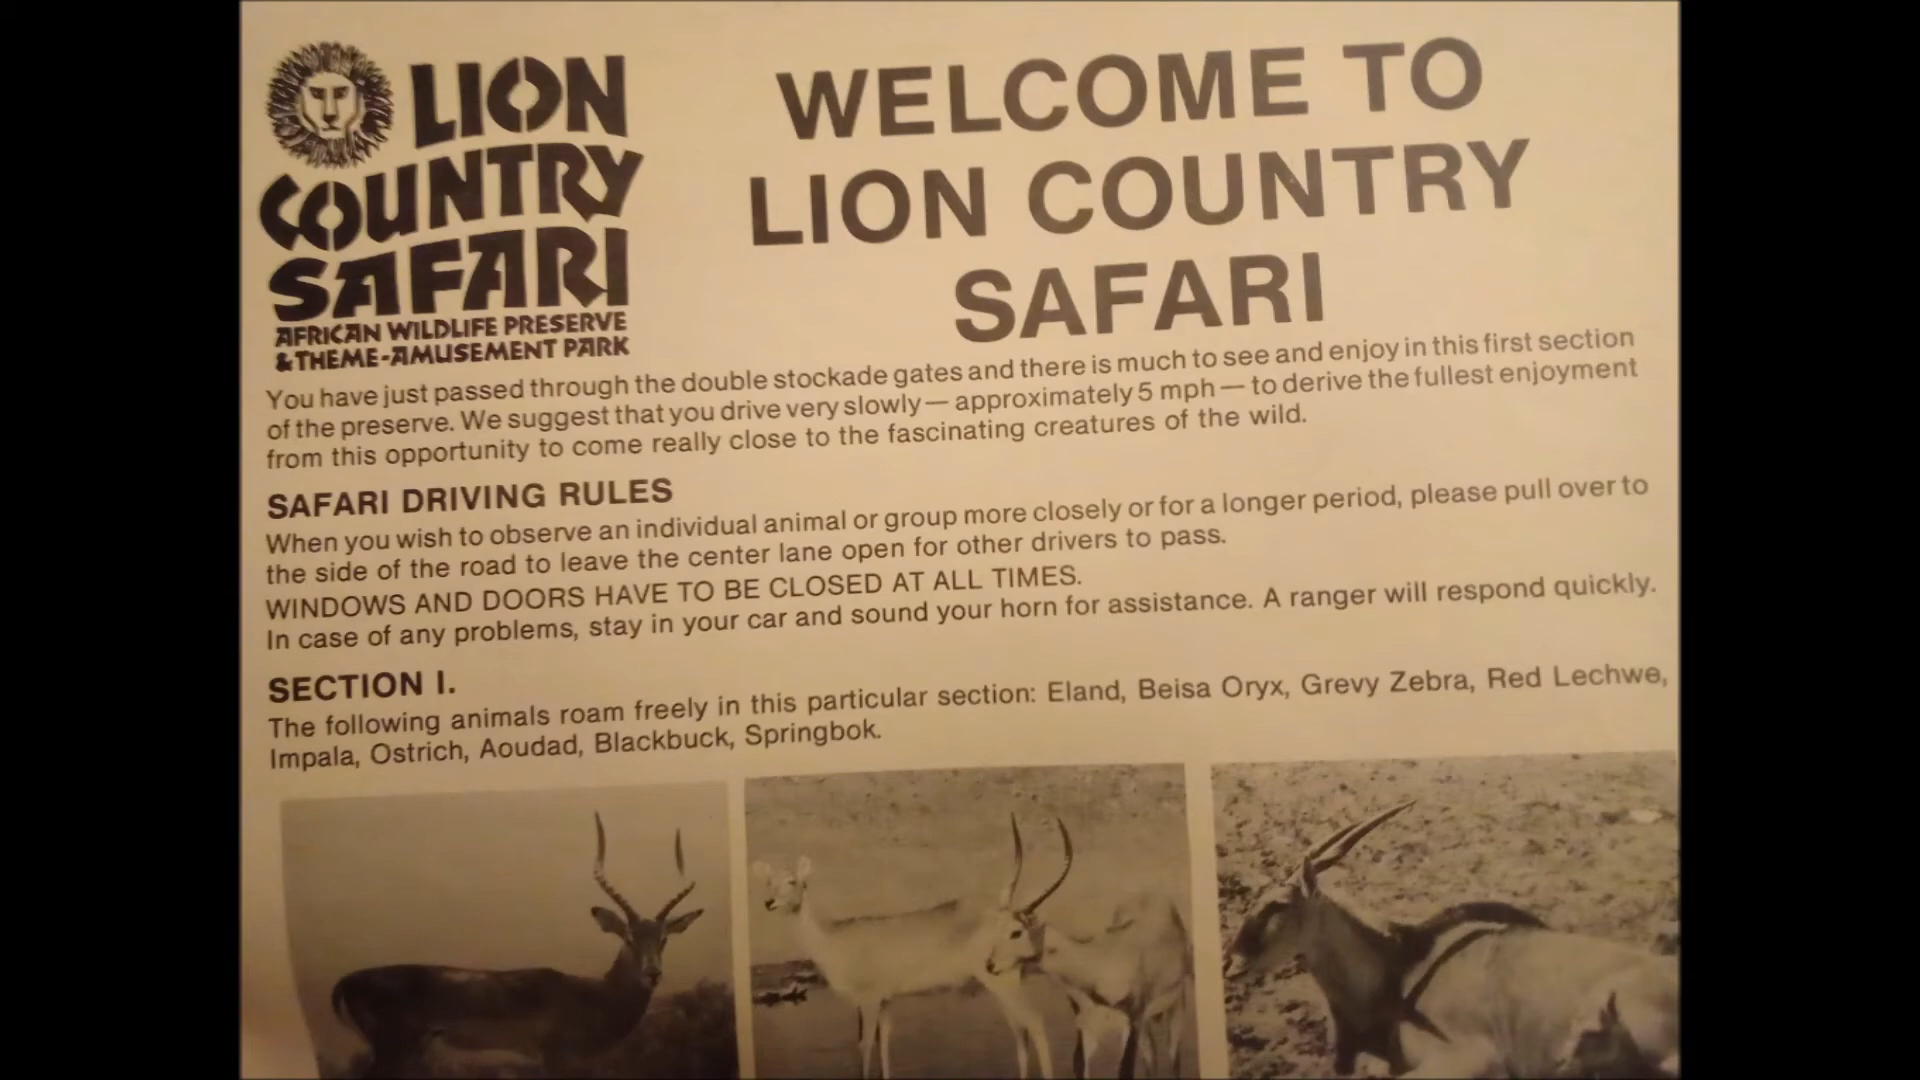 LION
COUNTRY
SAFARI
AFRICAN WILDLIFE PRESERVE
& THEME-AMUSEMENT PARK
WELCOME TO
LION COUNTRY
SAFARI
You have just passed through the double stockade gates and there is much to see and enjoy in this first section
of the preserve. We suggest that you drive very slowly — approximately 5 mph — to derive the fullest enjoyment
from this opportunity to come really close to the fascinating creatures of the wild.
SAFARI DRIVING RULES
When you wish to observe an individual animal or group more closely or for a longer period, please pull over to
the side of the road to leave the center lane open for other drivers to pass.
WINDOWS AND DOORS HAVE TO BE CLOSED AT ALL TIMES.
In case of any problems, stay in your car and sound your horn for assistance. A ranger will respond quickly.
SECTION I.
The following animals roam freely in this particular section: Eland, Beisa Oryx, Grevy Zebra, Red Lechwe,
Impala, Ostrich, Aoudad, Blackbuck, Springbok.